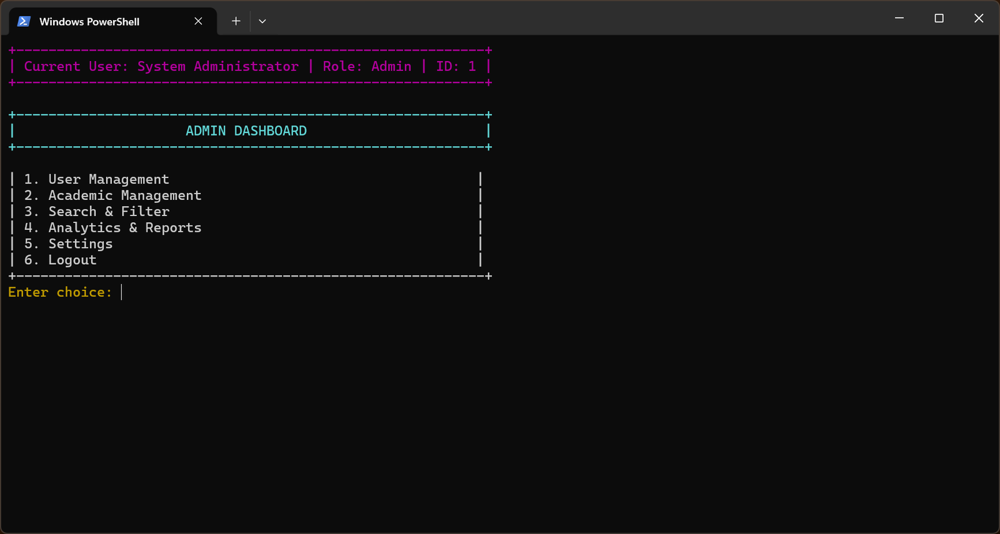 Windows PowerShell
+----------------------------------------------------------+
| Current User: System Administrator | Role: Admin | ID: 1 |
+----------------------------------------------------------+
+----------------------------------------------------------+
|                     ADMIN DASHBOARD                      |
+----------------------------------------------------------+
| 1. User Management                                      |
| 2. Academic Management                                  |
| 3. Search & Filter                                      |
| 4. Analytics & Reports                                  |
| 5. Settings                                             |
| 6. Logout                                               |
+----------------------------------------------------------+
Enter choice: